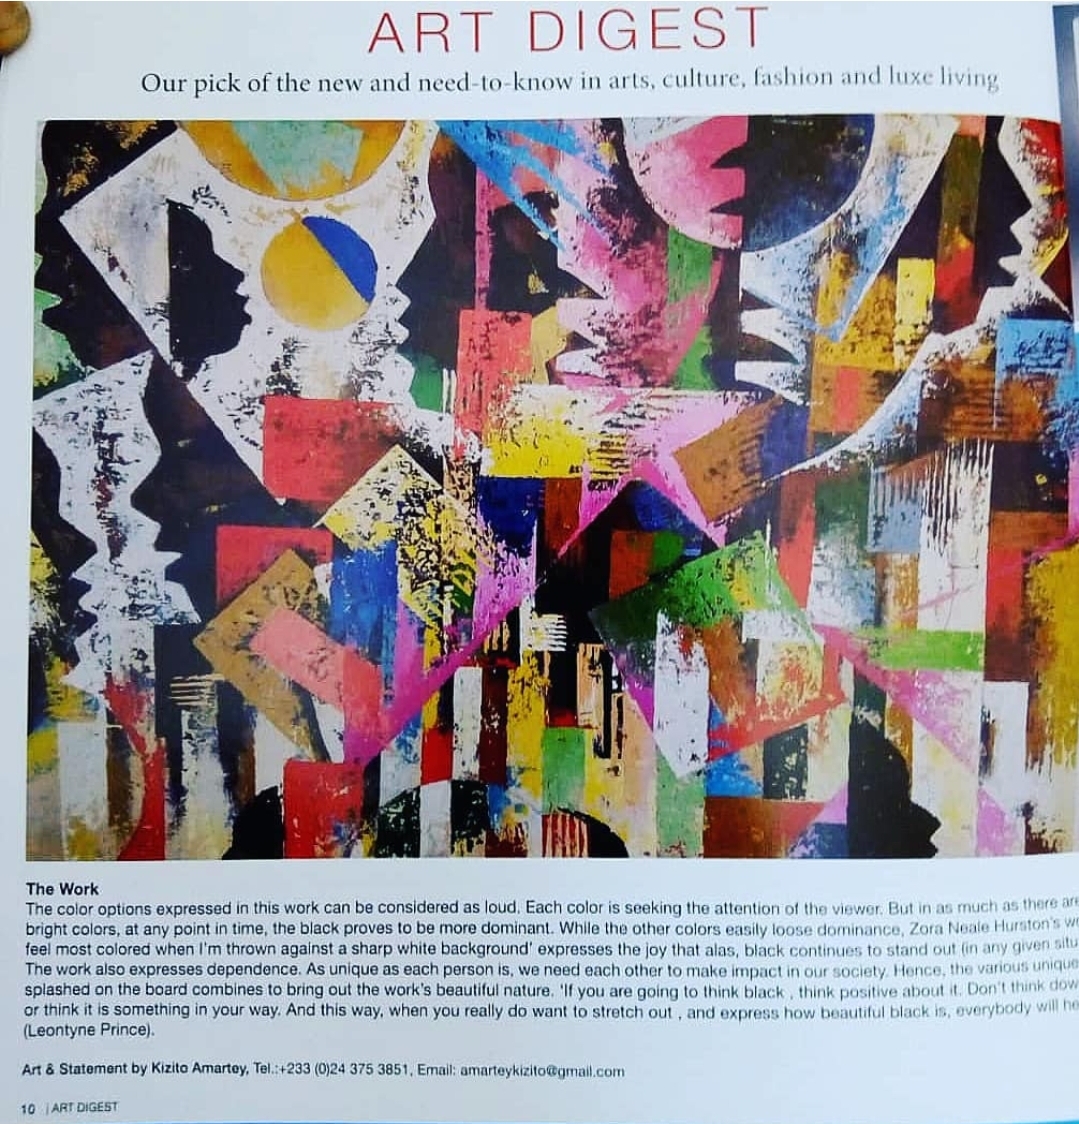 ART DIGEST
Our pick of the new and need-to-know in arts, culture, fashion and luxe living
The Work
The color options expressed in this work can be considered as loud. Each color is seeking the attention of the viewer. But in as much as there are
bright colors, at any point in time, the black proves to be more dominant. While the other colors easily loose dominance, Zora Neale Hurston's
feel most colored when I'm thrown against a sharp white background' expresses the joy that alas, black continues to stand out (in any given
The work also expresses dependence. As unique as each person is, we need each other to make impact in our society. Hence, the various unique
splashed on the board combines to bring out the work's beautiful nature. 'If you are going to think black , think positive about it. Don't think
or think it is something in your way. And this way, when you really do want to stretch out , and express how beautiful black is, everybody will
(Leontyne Prince).
Art & Statement by Kizito Amartey, Tel.:+233 (0)24 375 3851, Email: amarteykizito@gmail.com
10 | ART DIGEST